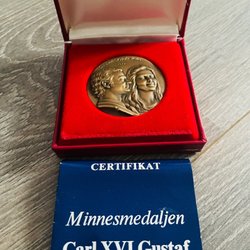 CERTIFIKAT
Minnesmedaljen
Carl XVI Gustaf